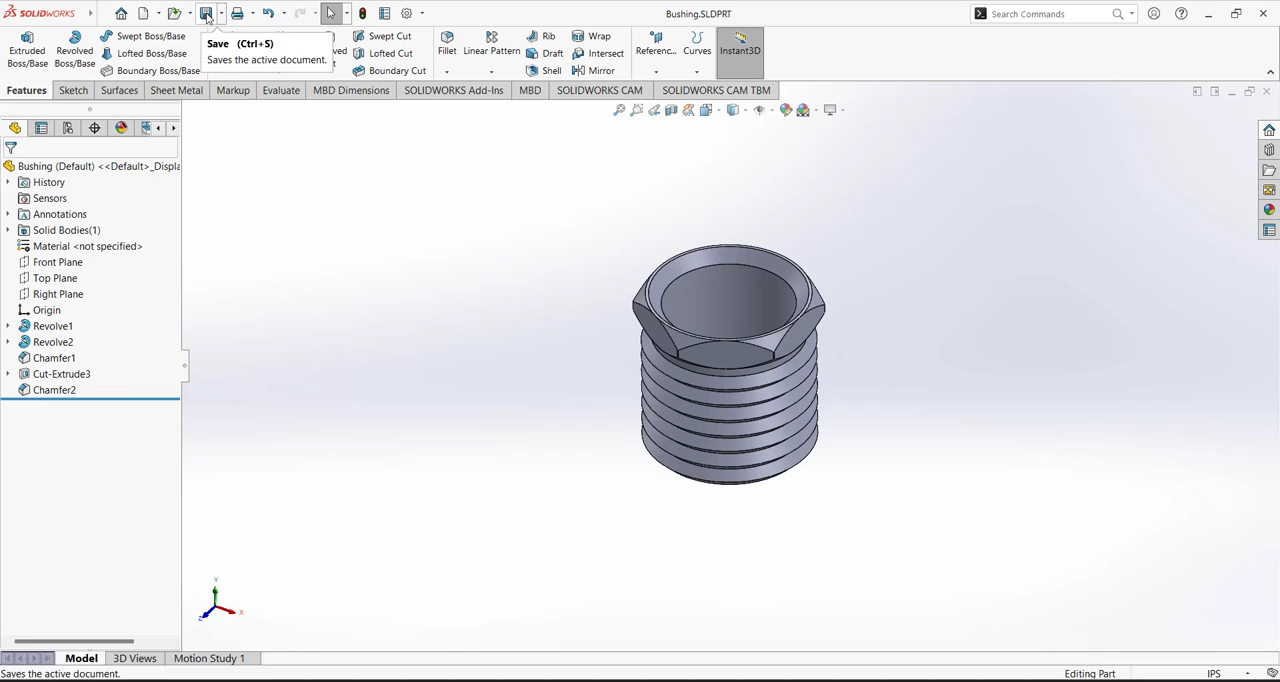 SOLIDWORKS
Bushing.SLDPRT
Search Commands
Save (Ctrl+S)
Saves the active document.
Extruded
Boss/Base
Revolved
Boss/Base
Swept Boss/Base
Lofted Boss/Base
Boundary Boss/Base
Swept Cut
Lofted Cut
Boundary Cut
Fillet
Linear Pattern
Rib
Draft
Shell
Wrap
Intersect
Mirror
Referenc...
Curves
Instant3D
Features
Sketch
Surfaces
Sheet Metal
Markup
Evaluate
MBD Dimensions
SOLIDWORKS Add-Ins
MBD
SOLIDWORKS CAM
SOLIDWORKS CAM TBM
Bushing (Default) <<Default>_Displa
History
Sensors
Annotations
Solid Bodies(1)
Material <not specified>
Front Plane
Top Plane
Right Plane
Origin
Revolve1
Revolve2
Chamfer1
Cut-Extrude3
Chamfer2
Y
X
Z
Model
3D Views
Motion Study 1
Saves the active document.
Editing Part
IPS